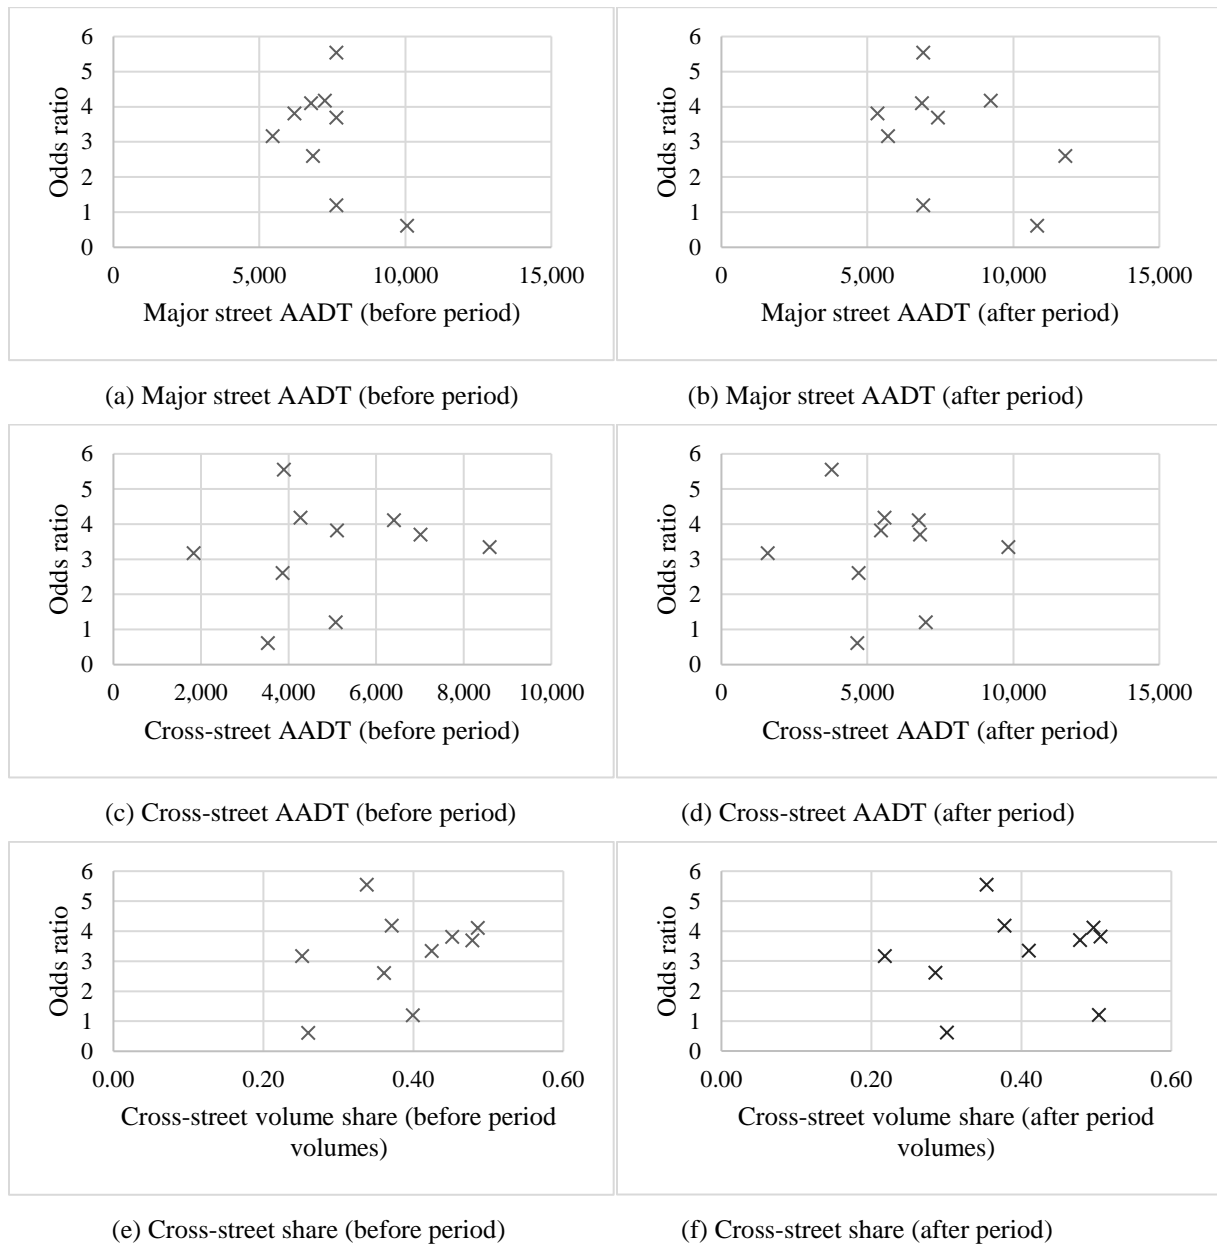 6
5
4
3
2
1
0
Odds ratio
0 5,000 10,000 15,000
Major street AADT (before period)
6
5
4
3
2
1
0
Odds ratio
0 5,000 10,000 15,000
Major street AADT (after period)
(a) Major street AADT (before period)
(b) Major street AADT (after period)
6
5
4
3
2
1
0
Odds ratio
0 2,000 4,000 6,000 8,000 10,000
Cross-street AADT (before period)
6
5
4
3
2
1
0
Odds ratio
0 5,000 10,000 15,000
Cross-street AADT (after period)
(c) Cross-street AADT (before period)
(d) Cross-street AADT (after period)
6
5
4
3
2
1
0
Odds ratio
0.00 0.20 0.40 0.60
Cross-street volume share (before period
volumes)
6
5
4
3
2
1
0
Odds ratio
0.00 0.20 0.40 0.60
Cross-street volume share (after period
volumes)
(e) Cross-street share (before period)
(f) Cross-street share (after period)